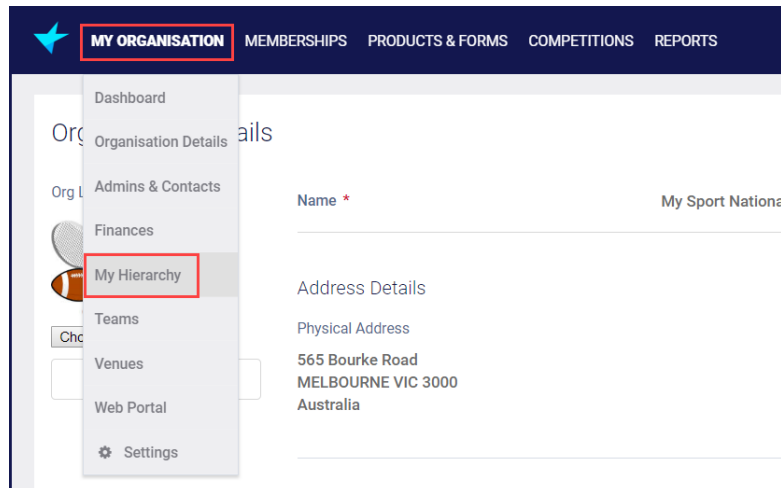 MY ORGANISATION MEMBERSHIPS PRODUCTS & FORMS COMPETITIONS REPORTS
Dashboard
Organisation Details
Admins & Contacts
Finances
My Hierarchy
Teams
Venues
Web Portal
Settings
Org
ails
Org L
Name *
My Sport Nationa
Address Details
Physical Address
565 Bourke Road
MELBOURNE VIC 3000
Australia
Cho